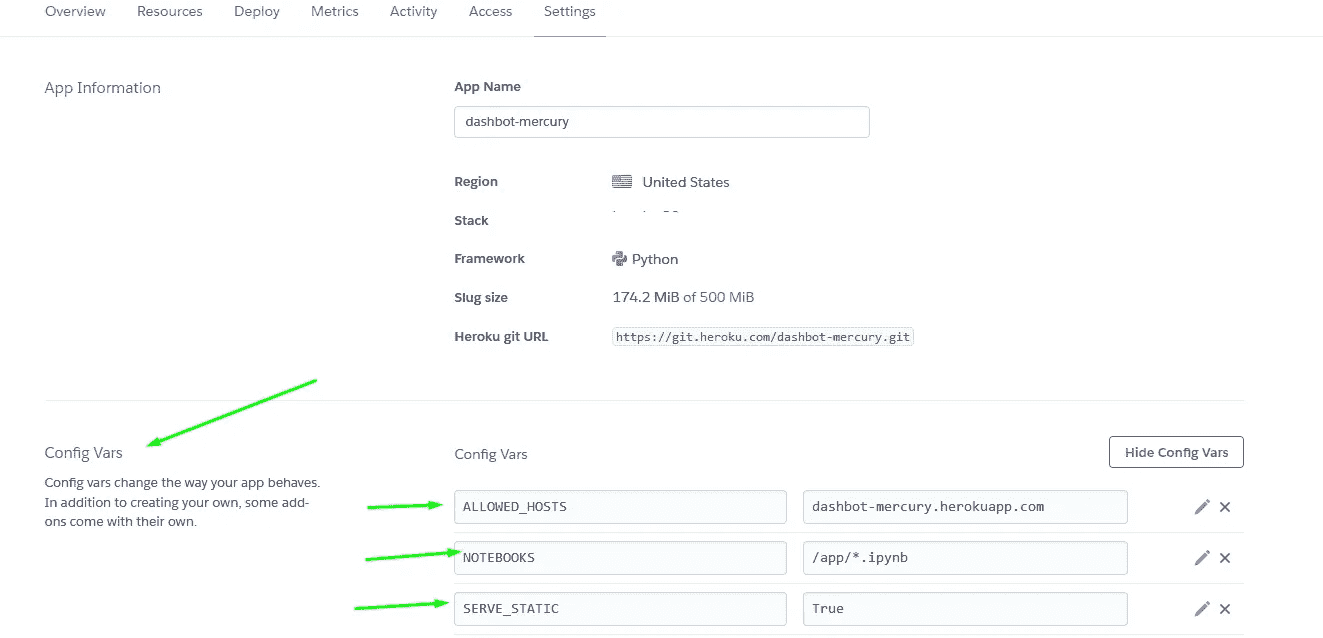 Overview Resources Deploy Metrics Activity Access Settings
App Information
App Name
dashbot-mercury
Region United States
Stack
Framework Python
Slug size 174.2 MiB of 500 MiB
Heroku git URL https://git.heroku.com/dashbot-mercury.git
Config Vars
Config vars change the way your app behaves.
In addition to creating your own, some add-
ons come with their own.
Config Vars Hide Config Vars
ALLOWED_HOSTS dashbot-mercury.herokuapp.com
NOTEBOOKS /app/*.ipynb
SERVE_STATIC True